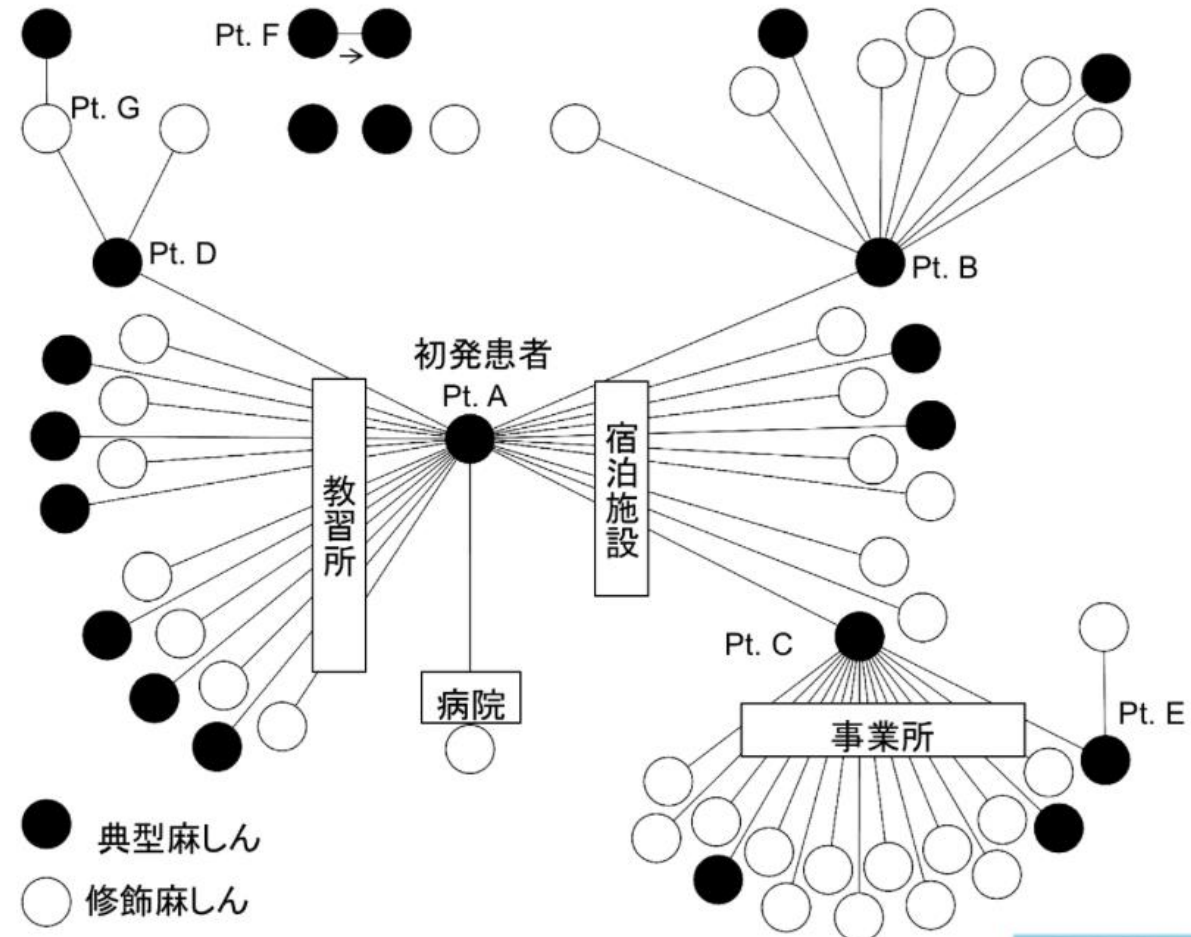 Pt. F
Pt. G
Pt. D
Pt. B
初発患者
Pt. A
教習所
宿泊施設
Pt. C
病院
事業所
Pt. E
典型麻しん
修飾麻しん